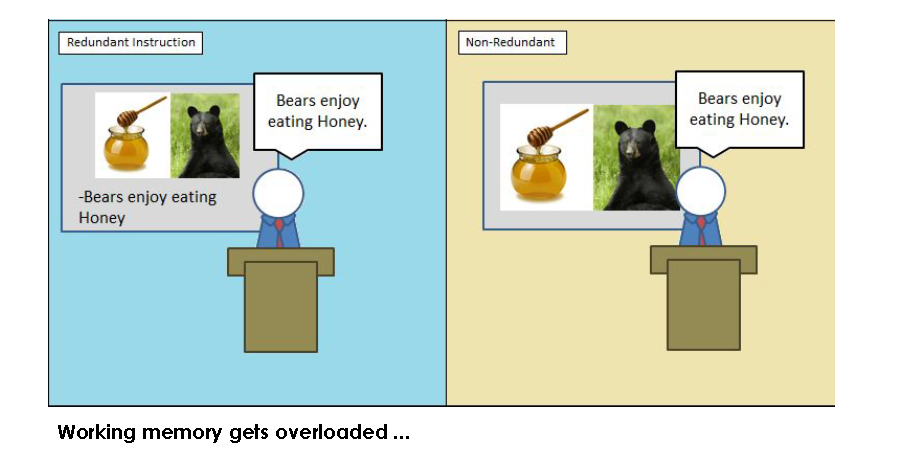 Redundant Instruction
Bears enjoy
eating Honey.
-Bears enjoy eating
Honey
Non-Redundant
Bears enjoy
eating Honey.
Working memory gets overloaded ...